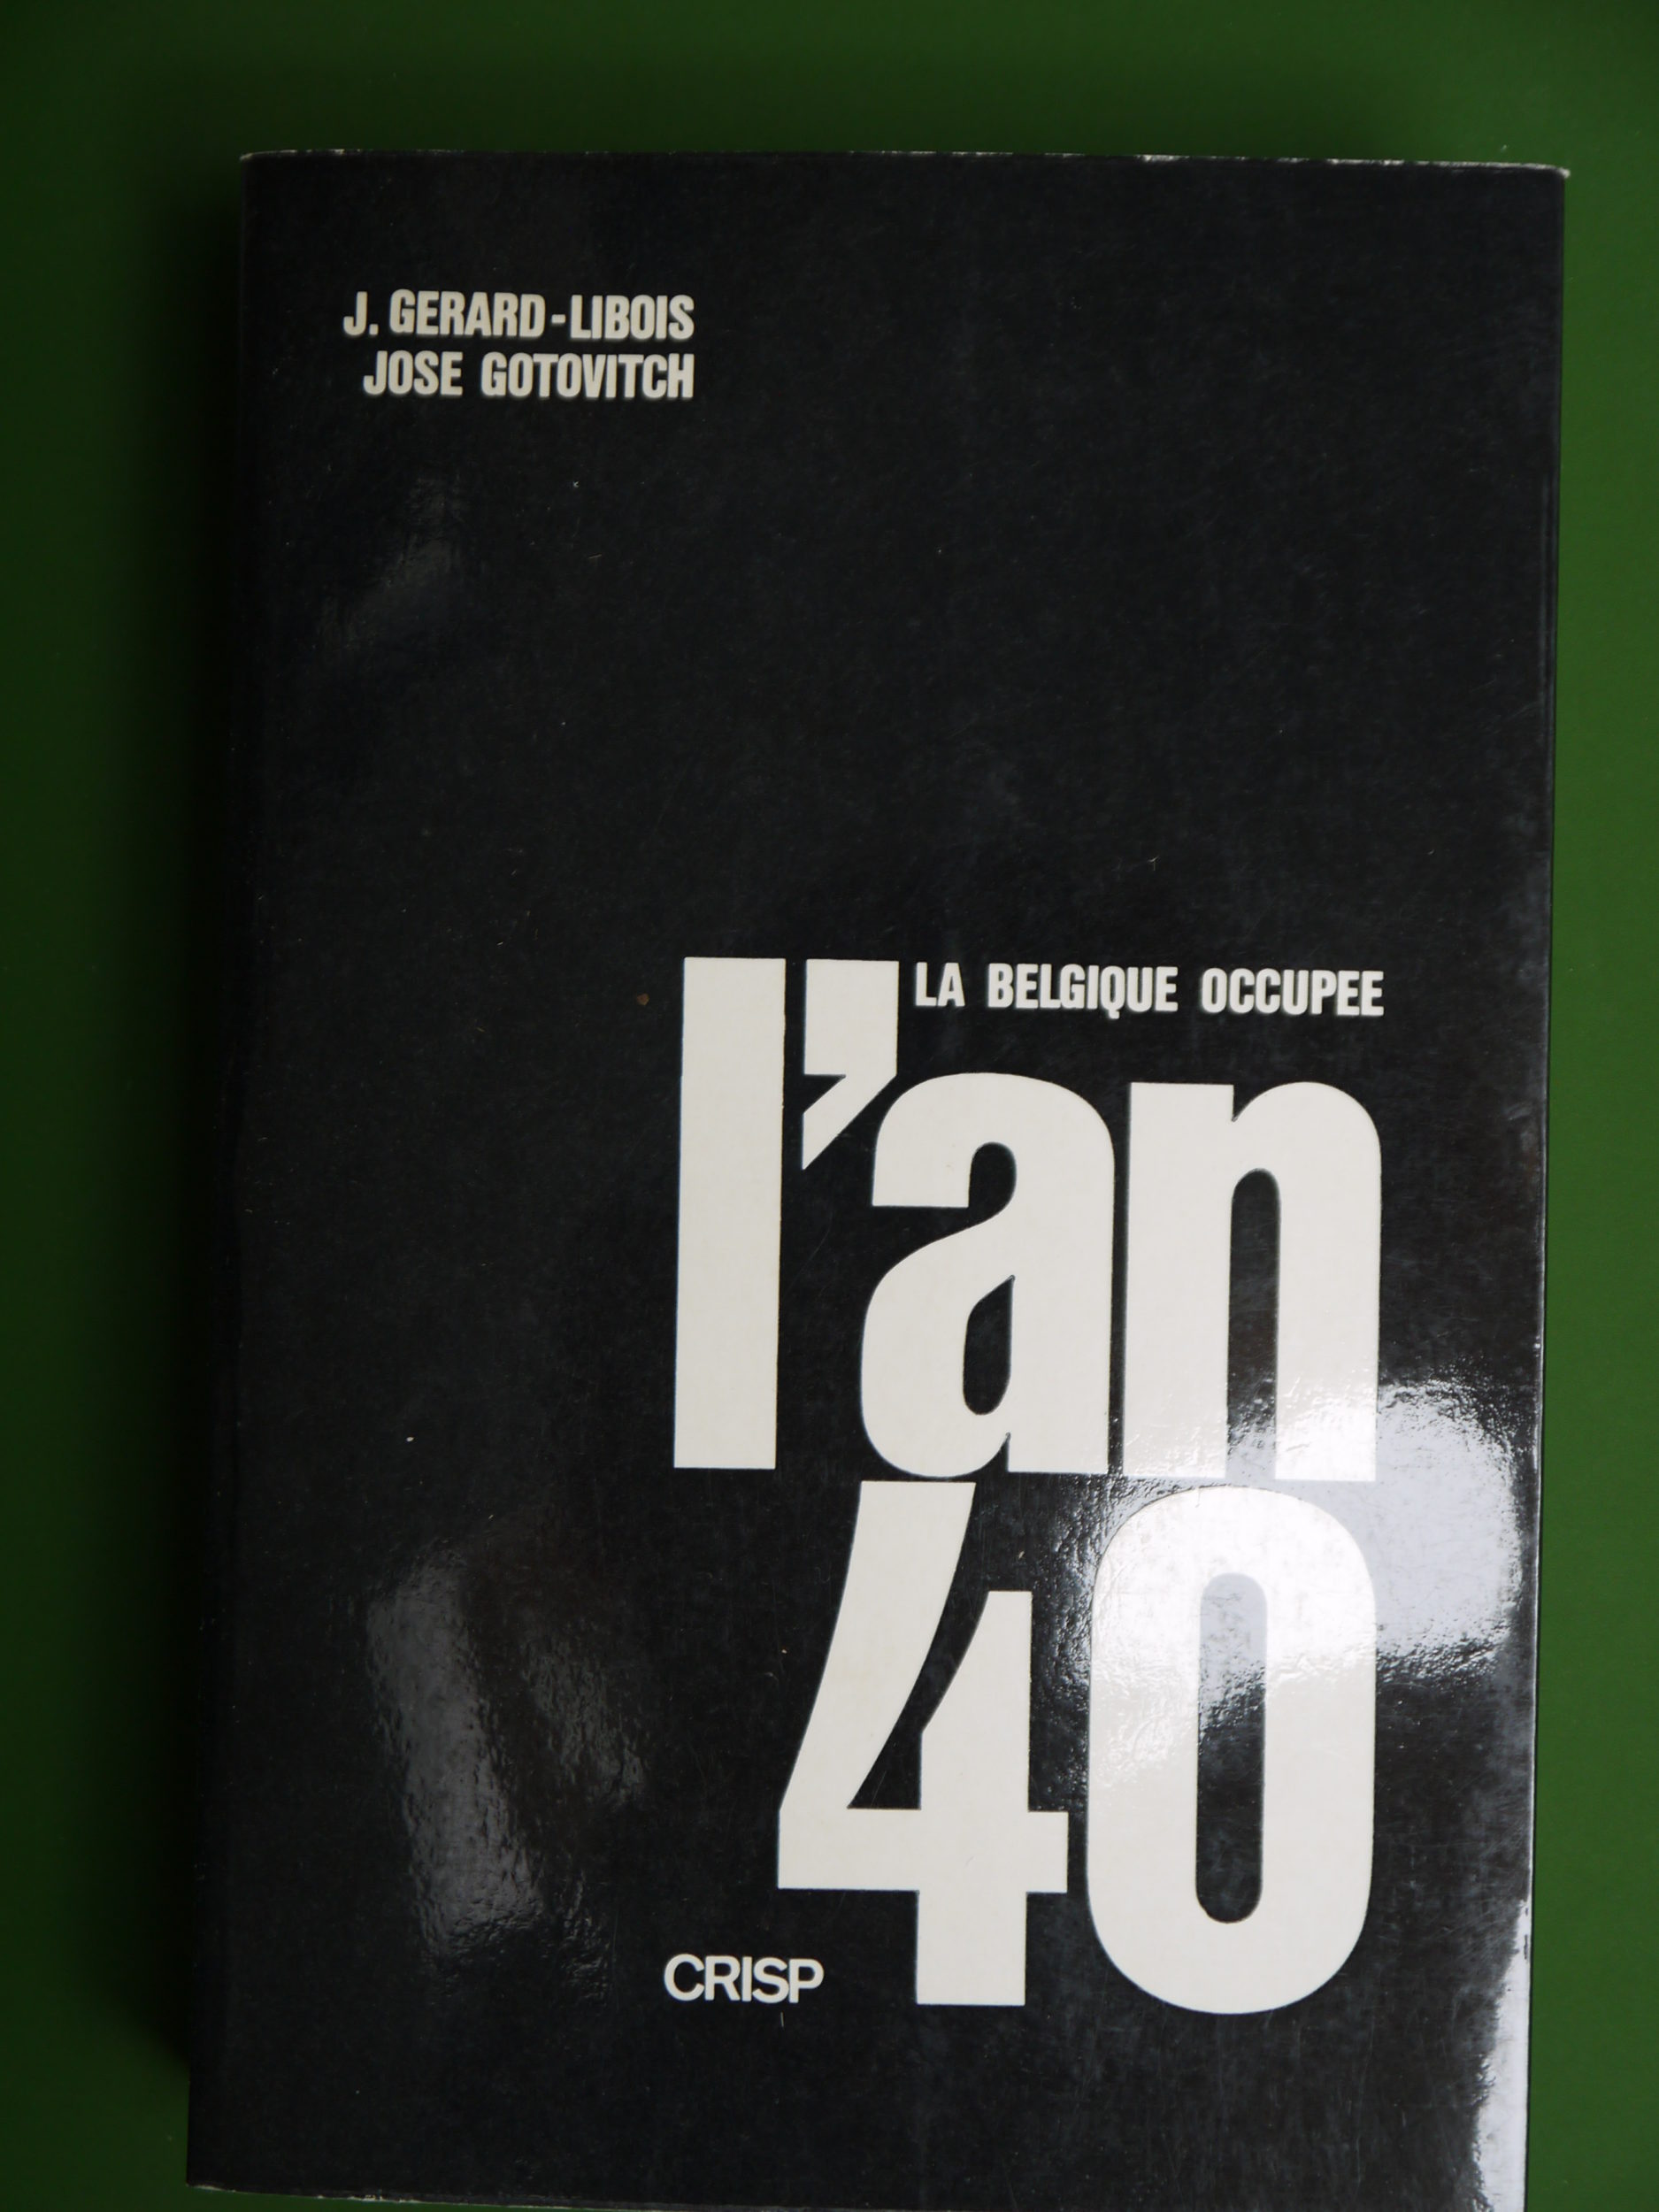 J. GERARD-LIBOIS
JOSE GOTOVITCH
LA BELGIQUE OCCUPEE
l'an
40
CRISP